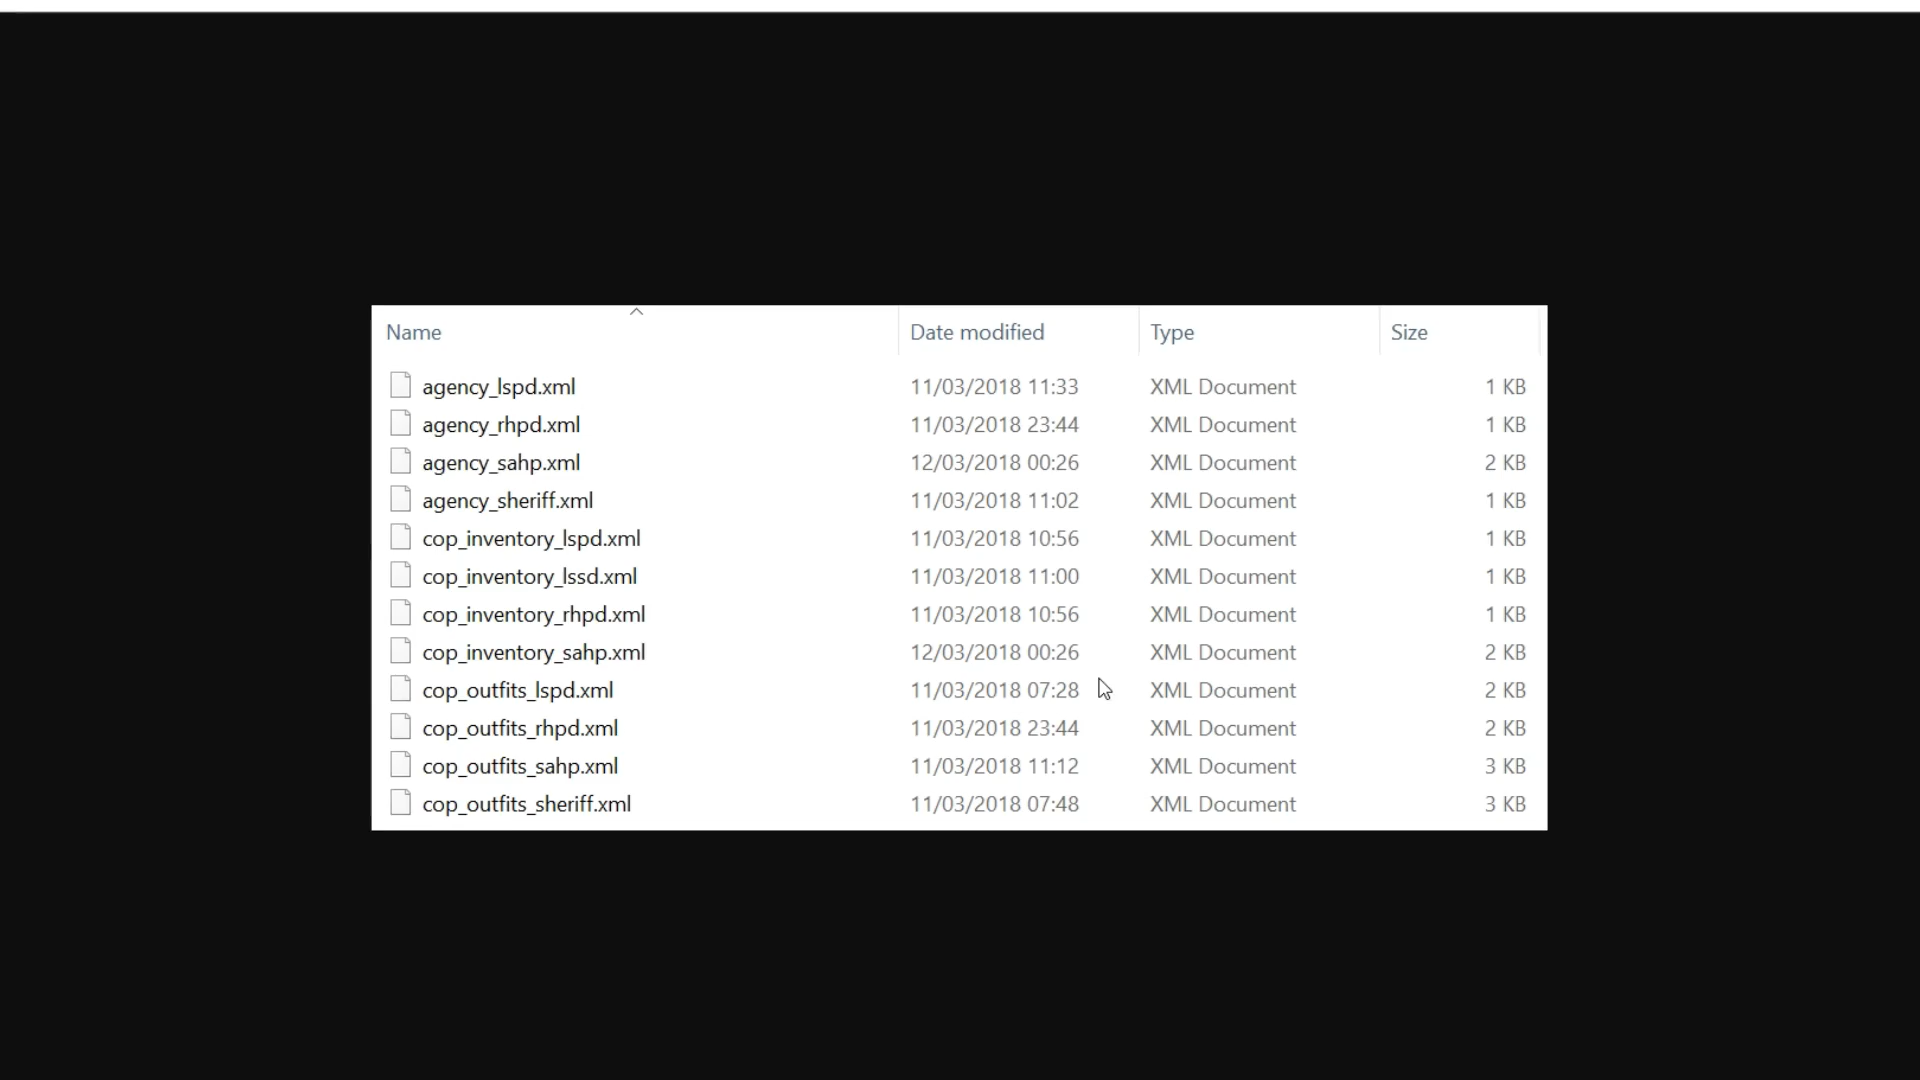 Name Date modified Type Size
agency_lspd.xml 11/03/2018 11:33 XML Document 1 KB
agency_rhpd.xml 11/03/2018 23:44 XML Document 1 KB
agency_sahp.xml 12/03/2018 00:26 XML Document 2 KB
agency_sheriff.xml 11/03/2018 11:02 XML Document 1 KB
cop_inventory_lspd.xml 11/03/2018 10:56 XML Document 1 KB
cop_inventory_lssd.xml 11/03/2018 11:00 XML Document 1 KB
cop_inventory_rhpd.xml 11/03/2018 10:56 XML Document 1 KB
cop_inventory_sahp.xml 12/03/2018 00:26 XML Document 2 KB
cop_outfits_lspd.xml 11/03/2018 07:28 XML Document 2 KB
cop_outfits_rhpd.xml 11/03/2018 23:44 XML Document 2 KB
cop_outfits_sahp.xml 11/03/2018 11:12 XML Document 3 KB
cop_outfits_sheriff.xml 11/03/2018 07:48 XML Document 3 KB